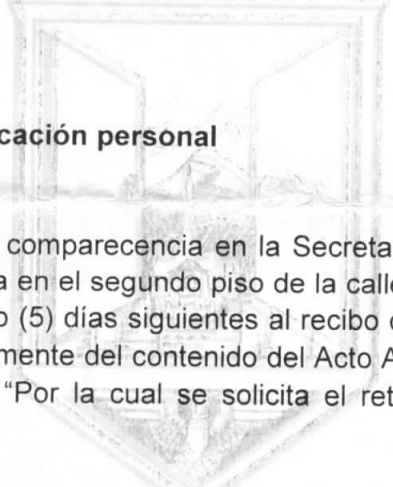 cación personal
comparecencia en la Secreta
a en el segundo piso de la calle
o (5) días siguientes al recibo
mente del contenido del Acto A
“Por la cual se solicita el ret